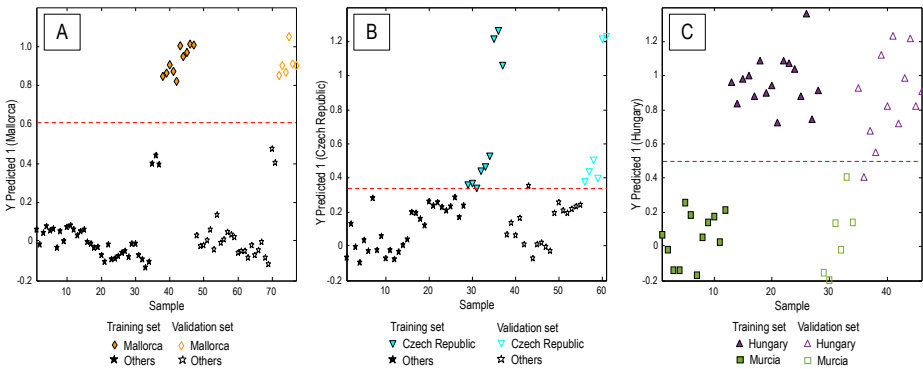 A
Y Predicted 1 (Mallorca)
1.0
0.8
0.6
0.4
0.2
0
-0.2
10 20 30 40 50 60 70
Sample
Training set Validation set
Mallorca Mallorca
Others Others
B
Y Predicted 1 (Czech Republic)
1.2
1
0.8
0.6
0.4
0.2
0
-0.2
0 10 20 30 40 50 60
Sample
Training set Validation set
Czech Republic Czech Republic
Others Others
C
Y Predicted 1 (Hungary)
1.2
1
0.8
0.6
0.4
0.2
0
-0.2
10 20 30 40
Sample
Training set Validation set
Hungary Hungary
Murcia Murcia